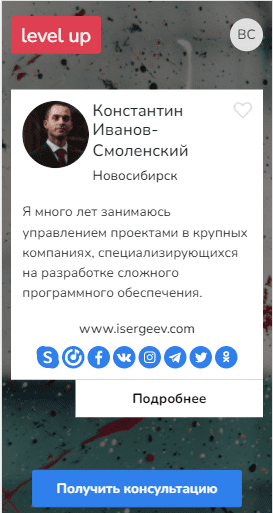 level up
ВС
Константин
Иванов-
Смоленский
Новосибирск
Я много лет занимаюсь
управлением проектами в крупных
компаниях, специализирующихся
на разработке сложного
программного обеспечения.
www.isergeev.com
Подробнее
Получить консультацию